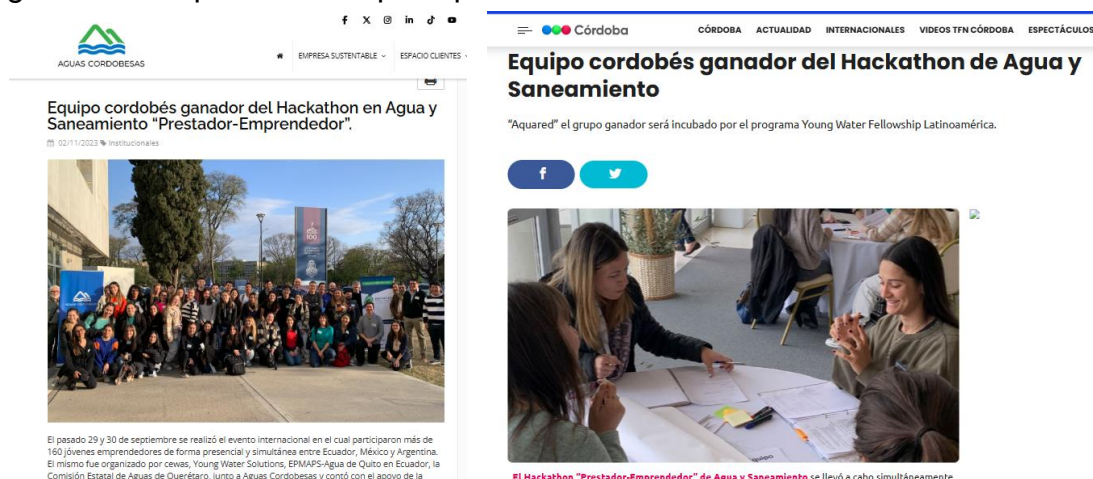 AGUAS CORDOBESAS
EMPRESA SUSTENTABLE
ESPACIO CLIENTES
Equipo cordobés ganador del Hackathon en Agua y
Saneamiento “Prestador-Emprendedor”.
02/11/2023 Institucionales
El pasado 29 y 30 de septiembre se realizó el evento internacional en el cual participaron más de
160 jóvenes emprendedores de forma presencial y simultánea entre Ecuador, México y Argentina.
El mismo fue organizado por cewas, Young Water Solutions, EPMAPS-Agua de Quito en Ecuador, la
Comisión Estatal de Aguas de Querétaro, junto a Aguas Cordobesas y contó con el apoyo de la
Córdoba
CÓRDOBA ACTUALIDAD INTERNACIONALES VIDEOS TFN CÓRDOBA ESPECTÁCULOS
Equipo cordobés ganador del Hackathon de Agua y
Saneamiento
"Aquared" el grupo ganador será incubado por el programa Young Water Fellowship Latinoamérica.
El Hackathon "Prestador-Emprendedor" de Agua y Saneamiento se llevó a cabo simultáneamente